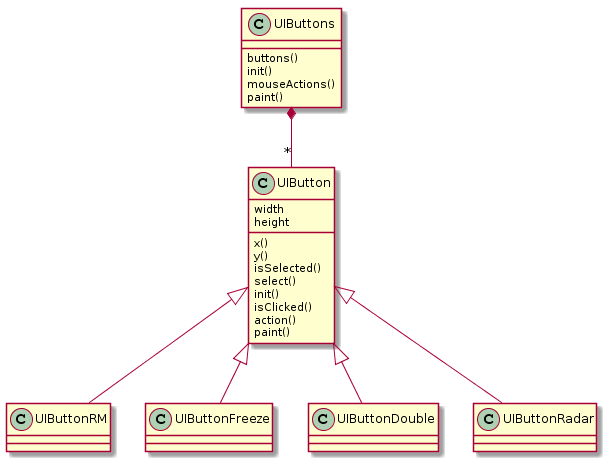 C UIButtons
buttons()
init()
mouseActions()
paint()
*
C UIButton
width
height
x()
y()
isSelected()
select()
init()
isClicked()
action()
paint()
C UIButtonRM
C UIButtonFreeze
C UIButtonDouble
C UIButtonRadar